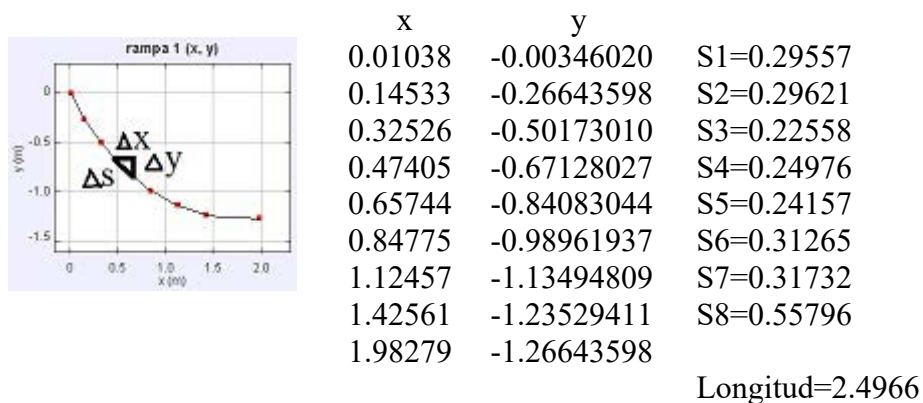 rampa 1 (x, y)
0
-0.5
-1.0
-1.5
y (m)
ΔX
Δy
ΔS
0 0.5 1.0 1.5 2.0
x (m)
x y
0.01038 -0.00346020 S1=0.29557
0.14533 -0.26643598 S2=0.29621
0.32526 -0.50173010 S3=0.22558
0.47405 -0.67128027 S4=0.24976
0.65744 -0.84083044 S5=0.24157
0.84775 -0.98961937 S6=0.31265
1.12457 -1.13494809 S7=0.31732
1.42561 -1.23529411 S8=0.55796
1.98279 -1.26643598
Longitud=2.4966